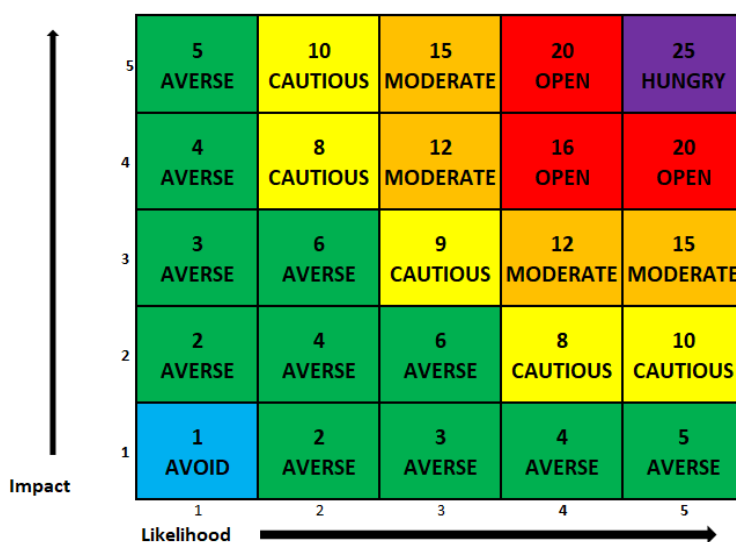 5 10 15 20 25
5 AVERSE CAUTIOUS MODERATE OPEN HUNGRY
4 8 12 16 20
4 AVERSE CAUTIOUS MODERATE OPEN OPEN
3 6 9 12 15
3 AVERSE AVERSE CAUTIOUS MODERATE MODERATE
2 4 6 8 10
2 AVERSE AVERSE AVERSE CAUTIOUS CAUTIOUS
1 2 3 4 5
1 AVOID AVERSE AVERSE AVERSE AVERSE
Impact
1 2 3 4 5
Likelihood